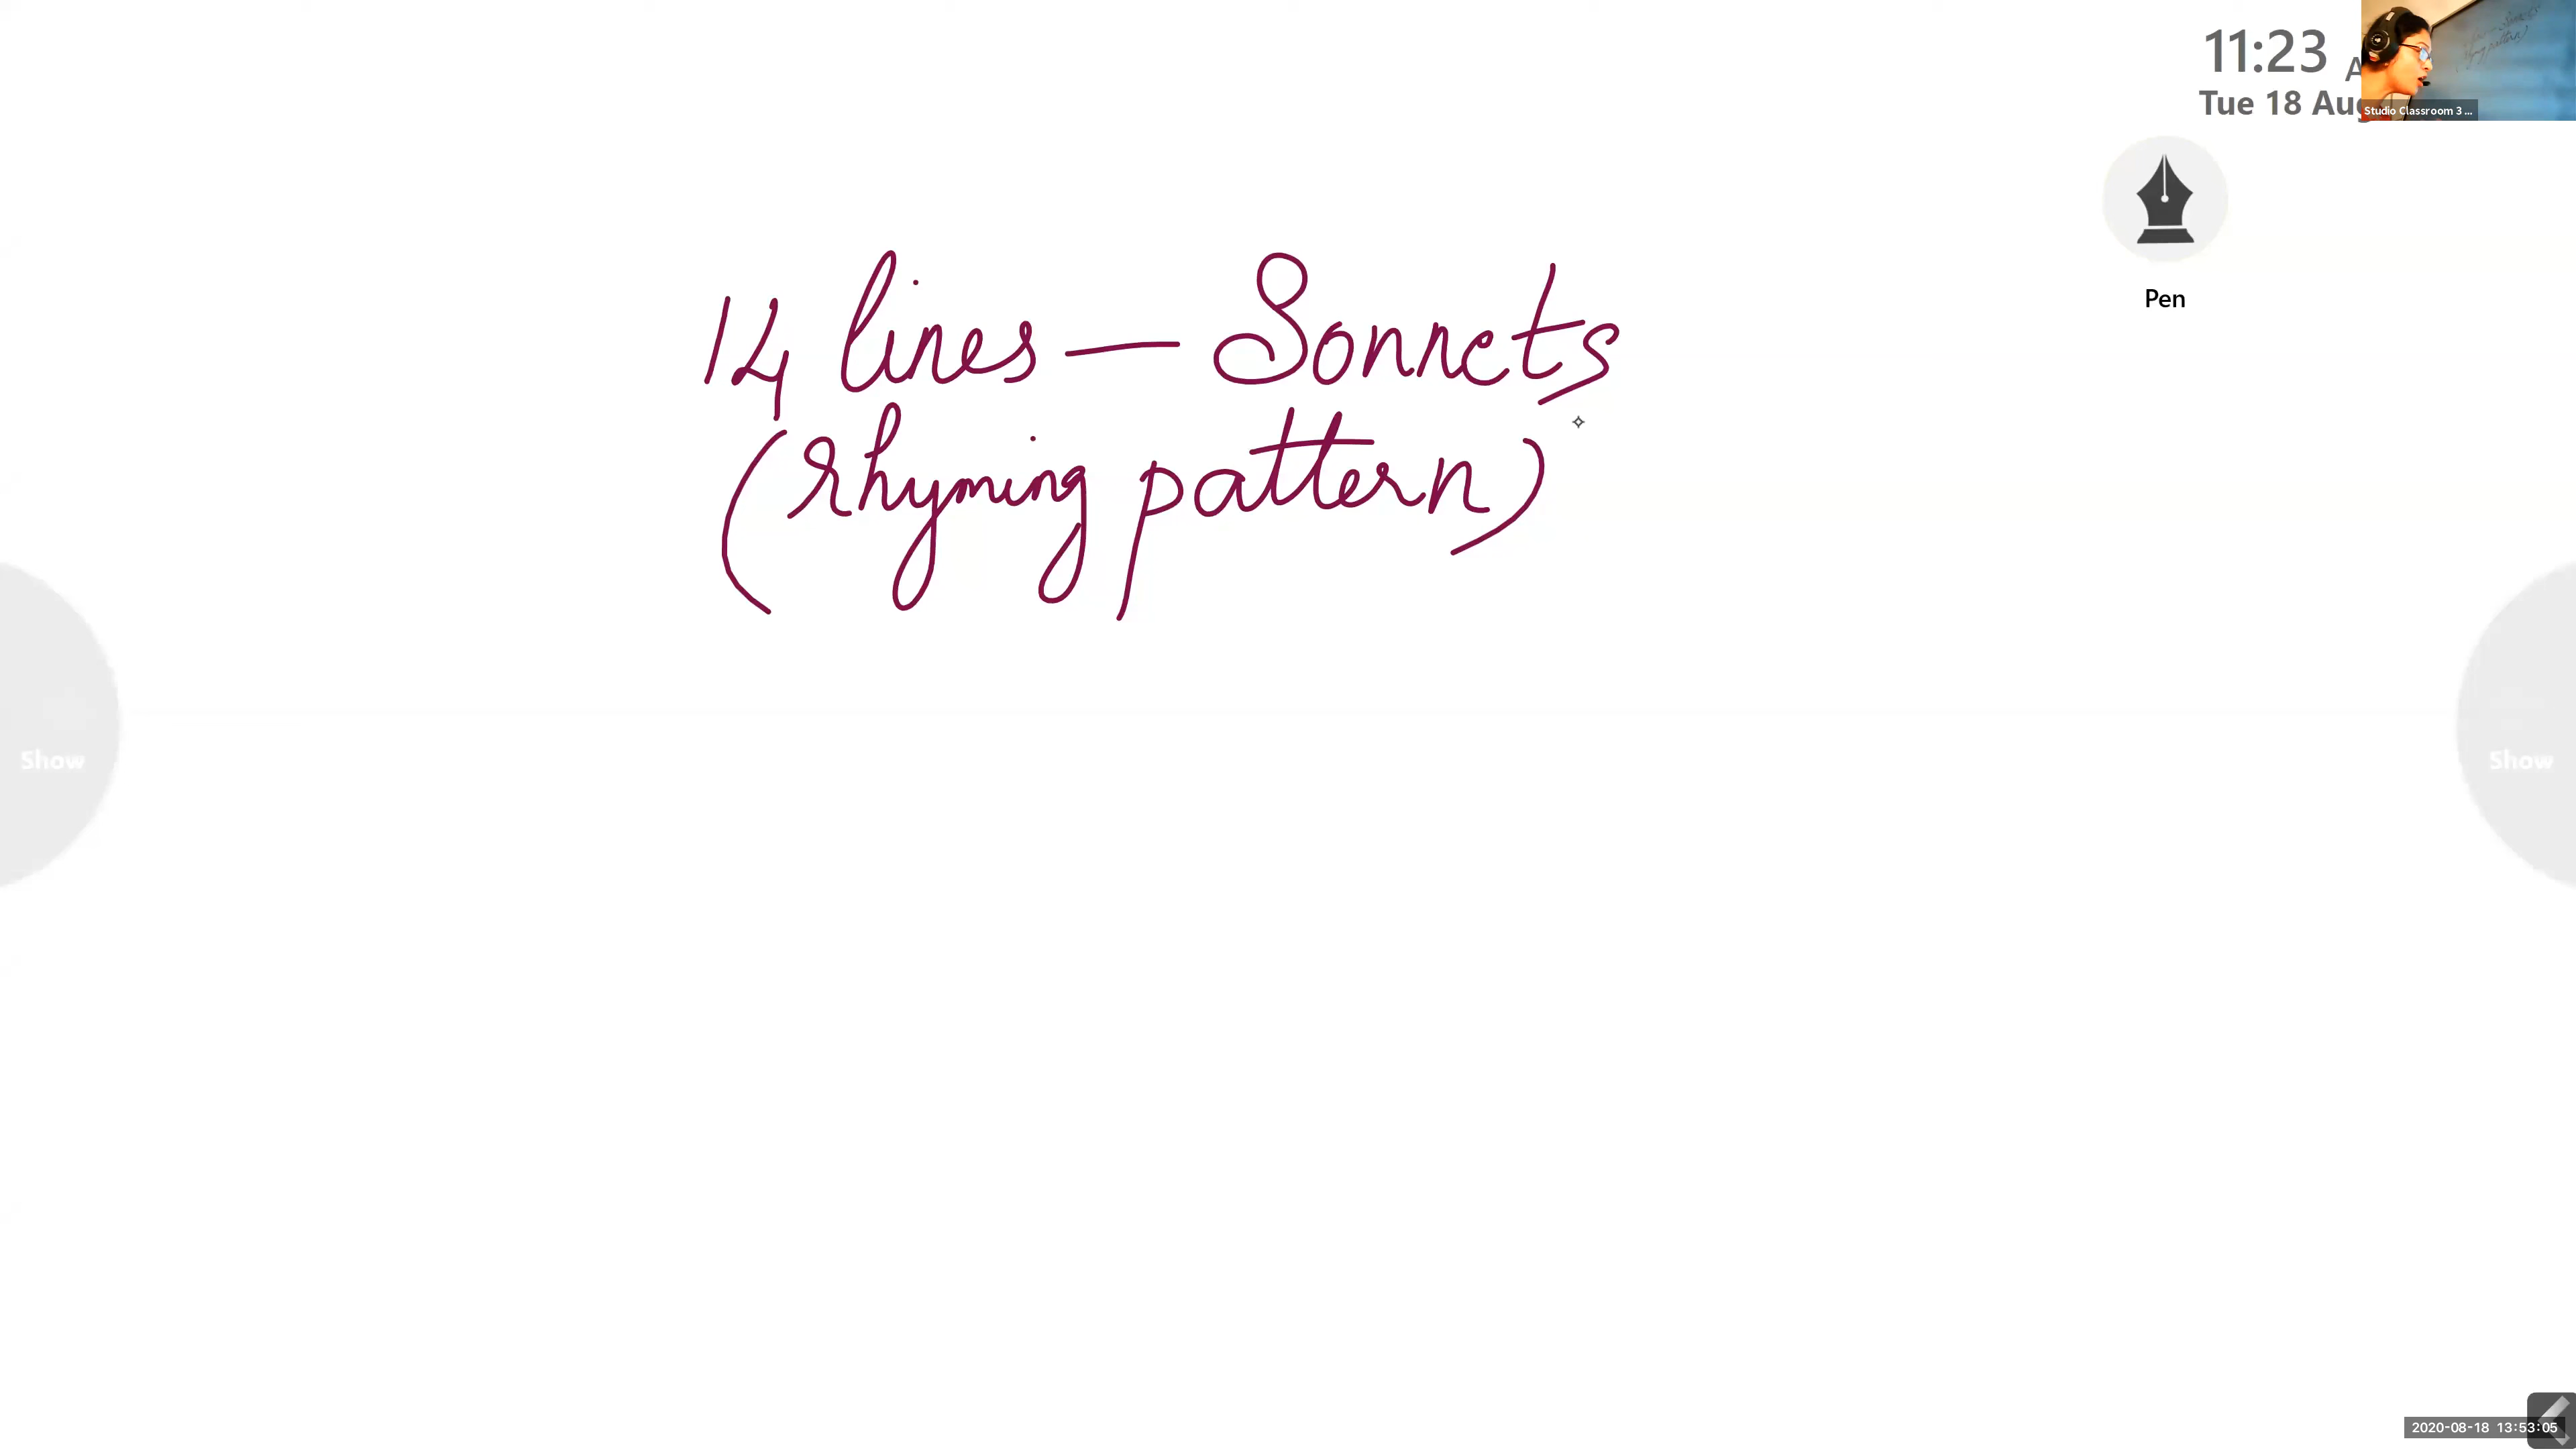 11:23
Tue 18 Aug
Studio Classroom 3 ...
Pen
14 lines — Sonnets
(rhyming pattern)
Show
Show
2020-08-18 13:53:05